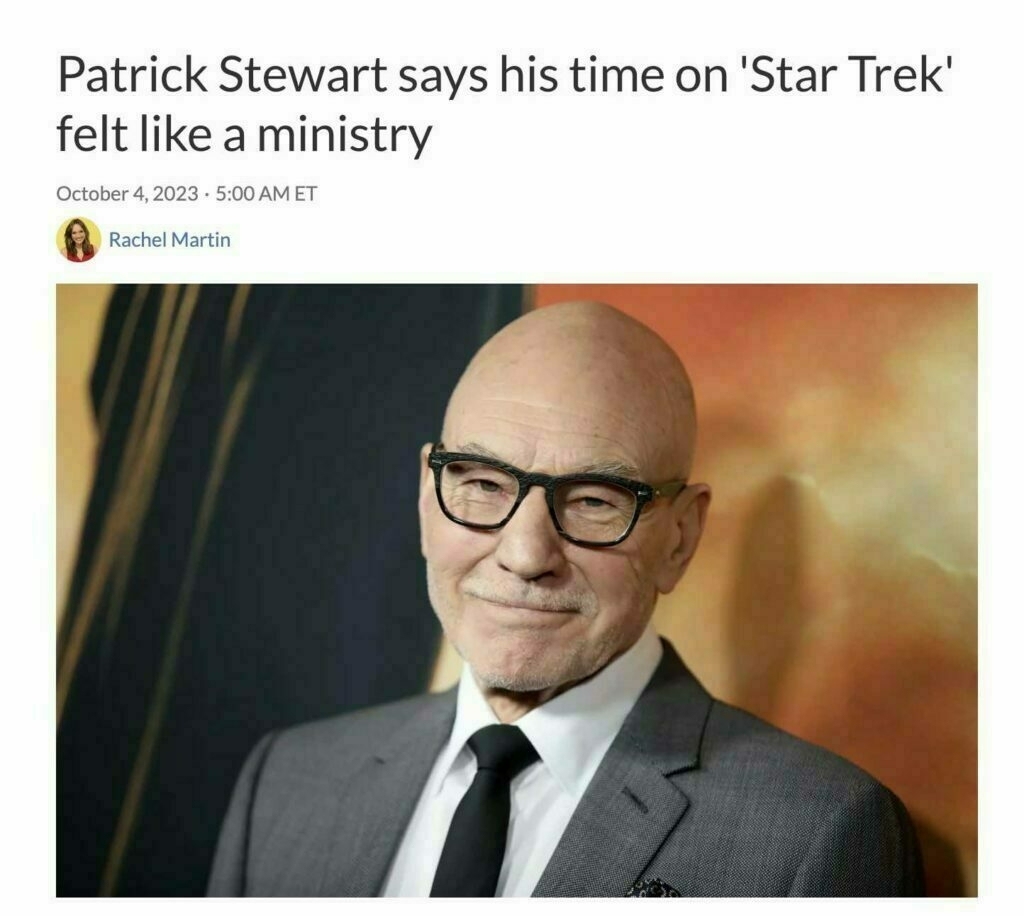 Patrick Stewart says his time on 'Star Trek'
felt like a ministry
October 4, 2023 · 5:00 AM ET
Rachel Martin